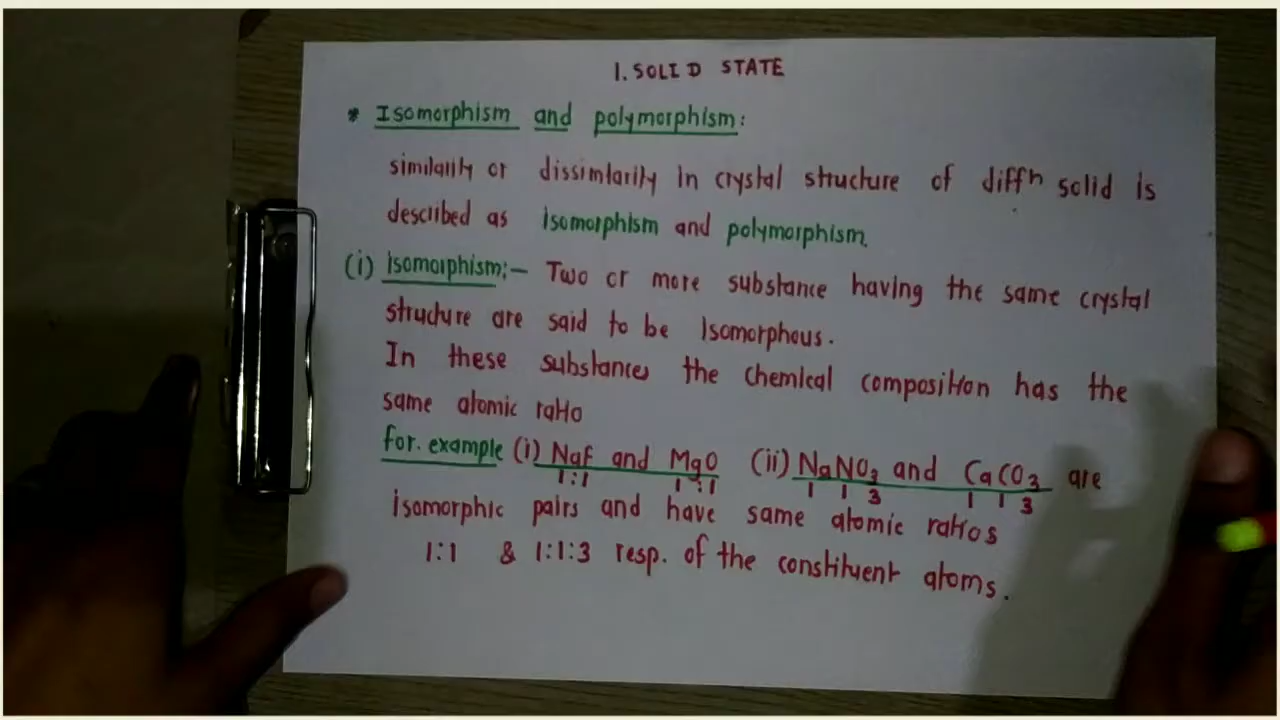 1. SOLID STATE
* Isomorphism and polymorphism:
similarity or dissimilarity in crystal structure of diffn solid is
described as isomorphism and polymorphism.
(i) isomorphism:- Two or more substance having the same crystal
structure are said to be Isomorphous.
In these substances the chemical composition has the
same atomic ratio
for. example (i) Naf and MgO (ii) NaNO3 and CaCO3 are
1:1 1:1 1 1 3 1 1 3
isomorphic pairs and have same atomic ratios
1:1 & 1:1:3 resp. of the constituent atoms.